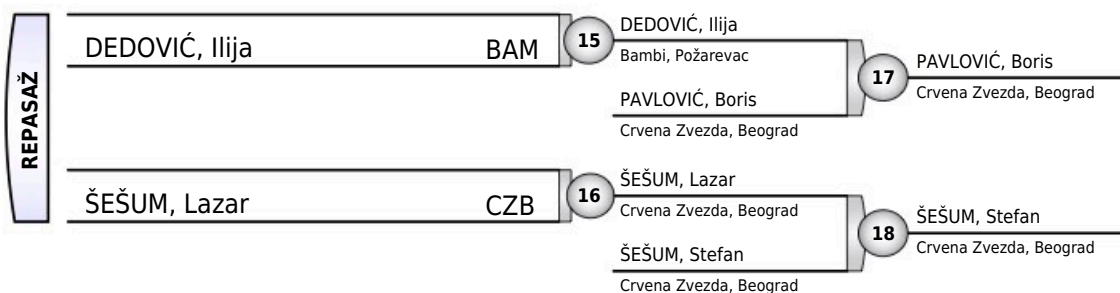 REPASAŽ
DEDOVIĆ, Ilija BAM
15
DEDOVIĆ, Ilija
Bambi, Požarevac
PAVLOVIĆ, Boris
Crvena Zvezda, Beograd
17
PAVLOVIĆ, Boris
Crvena Zvezda, Beograd
ŠEŠUM, Lazar CZB
16
ŠEŠUM, Lazar
Crvena Zvezda, Beograd
ŠEŠUM, Stefan
Crvena Zvezda, Beograd
18
ŠEŠUM, Stefan
Crvena Zvezda, Beograd